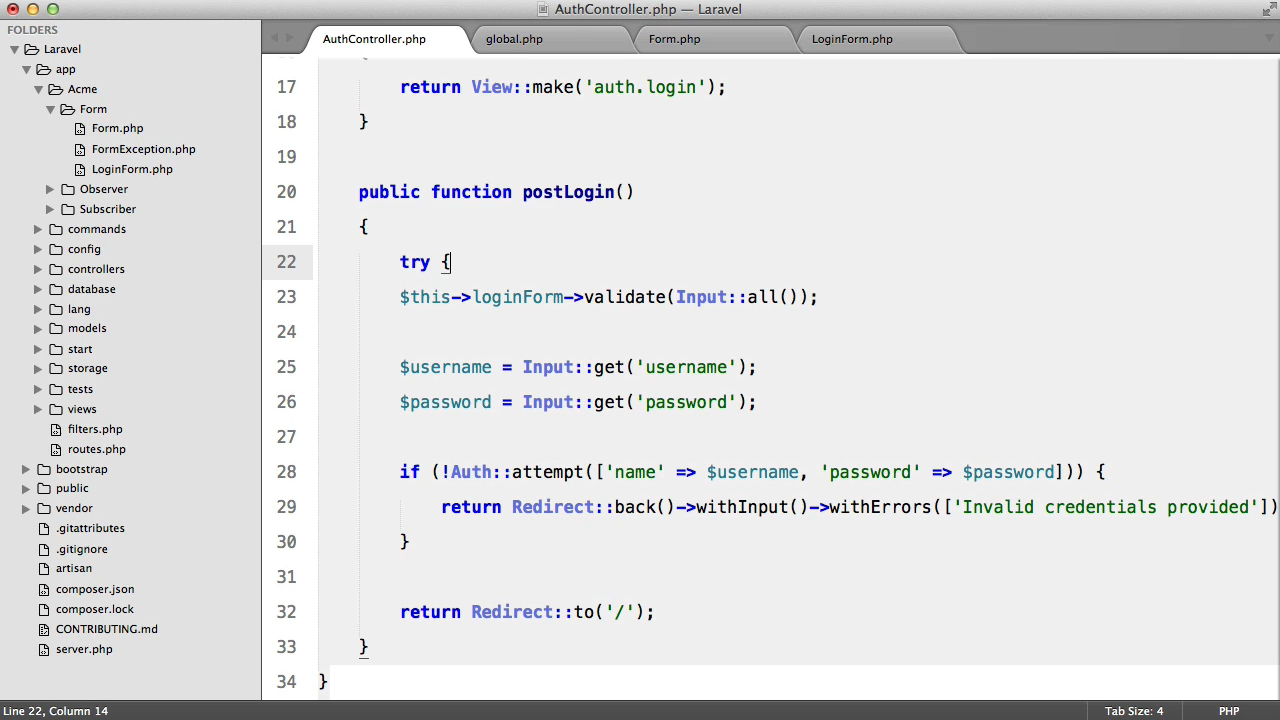 AuthController.php — Laravel
FOLDERS
Laravel
app
Acme
Form
Form.php
FormException.php
LoginForm.php
Observer
Subscriber
commands
config
controllers
database
lang
models
start
storage
tests
views
filters.php
routes.php
bootstrap
public
vendor
.gitattributes
.gitignore
artisan
composer.json
composer.lock
CONTRIBUTING.md
server.php
AuthController.php global.php Form.php LoginForm.php
17 return View::make('auth.login');
18 }
19
20 public function postLogin()
21 {
22 try {
23 $this->loginForm->validate(Input::all());
24
25 $username = Input::get('username');
26 $password = Input::get('password');
27
28 if (!Auth::attempt(['name' => $username, 'password' => $password])) {
29 return Redirect::back()->withInput()->withErrors(['Invalid credentials provided'])
30 }
31
32 return Redirect::to('/');
33 }
34 }
Line 22, Column 14 Tab Size: 4 PHP